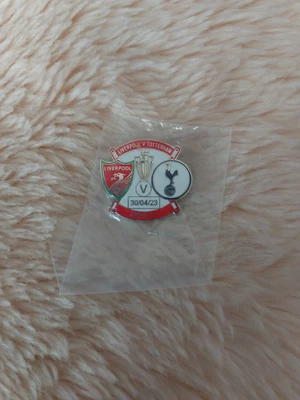 LIVERPOOL V TOTTENHAM
LIVERPOOL
V
30/04/23